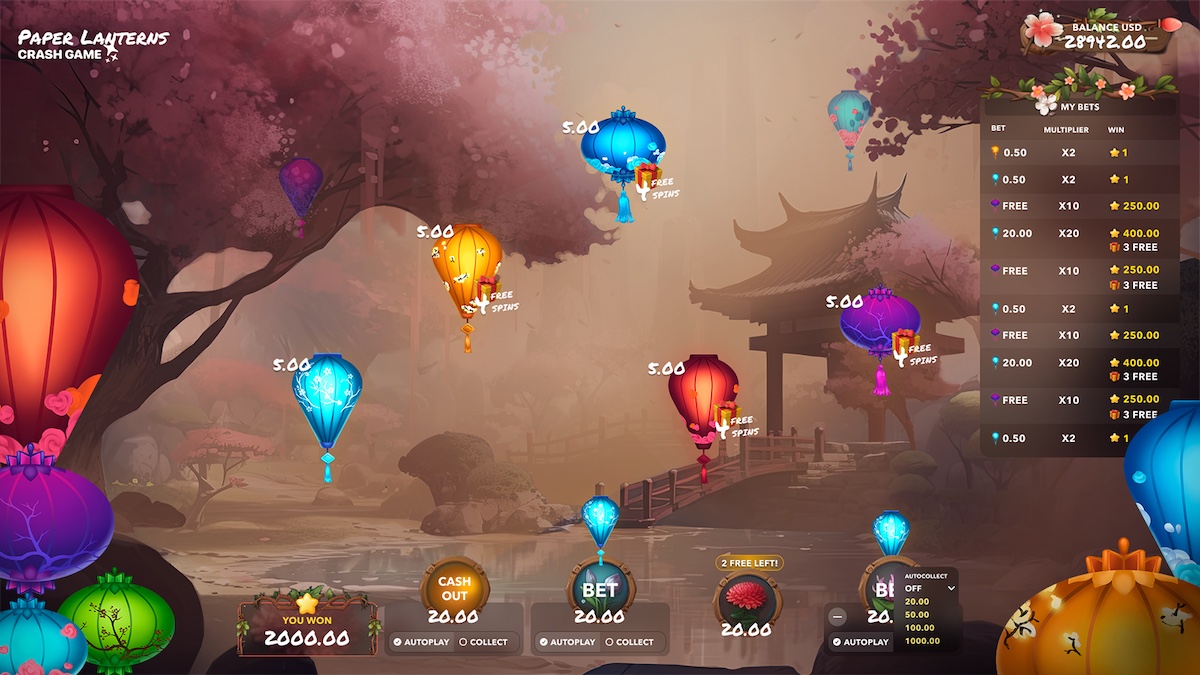 PAPER LANTERNS
CRASH GAME
BALANCE USD
28942.00
MY BETS
BET MULTIPLIER WIN
0.50 X2 1
0.50 X2 1
FREE X10 250.00
20.00 X20 400.00
3 FREE
FREE X10 250.00
3 FREE
0.50 X2 1
FREE X10 250.00
20.00 X20 400.00
3 FREE
FREE X10 250.00
3 FREE
0.50 X2 1
5.00
4 FREE
SPINS
5.00
4 FREE
SPINS
5.00
4 FREE
SPINS
5.00
5.00
4 FREE
SPINS
YOU WON
2000.00
CASH
OUT
20.00
AUTOPLAY COLLECT
BET
20.00
AUTOPLAY COLLECT
2 FREE LEFT!
20.00
BE
20.
AUTOPLAY
AUTOCOLLECT
OFF
20.00
50.00
100.00
1000.00